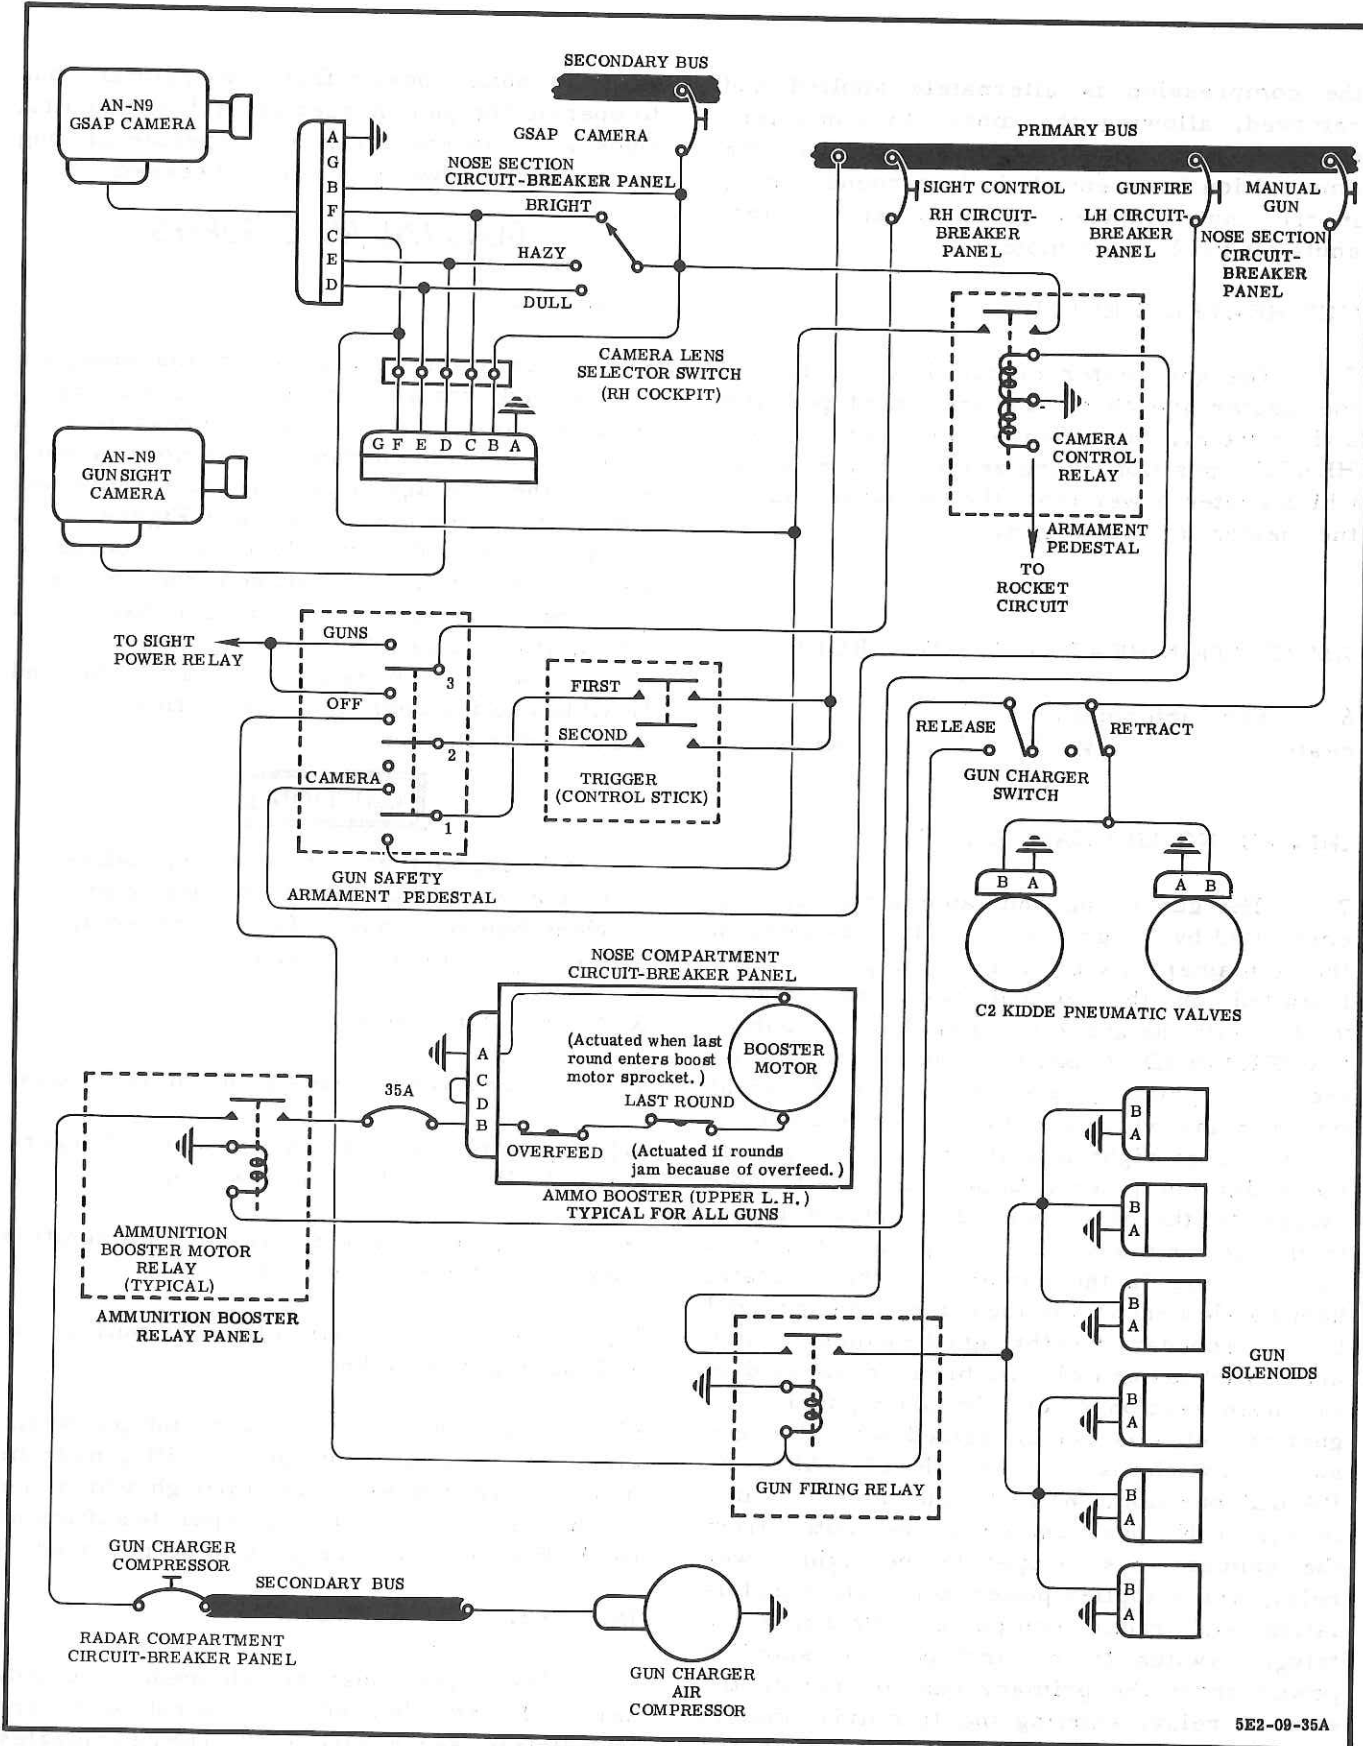 SECONDARY BUS
AN-N9
GSAP CAMERA
GSAP CAMERA
PRIMARY BUS
A
G
B
F
C
E
D
NOSE SECTION
CIRCUIT-BREAKER PANEL
BRIGHT
HAZY
DULL
SIGHT CONTROL
RH CIRCUIT-
BREAKER
PANEL
GUNFIRE
LH CIRCUIT-
BREAKER
PANEL
MANUAL
GUN
NOSE SECTION
CIRCUIT-
BREAKER
PANEL
CAMERA LENS
SELECTOR SWITCH
(RH COCKPIT)
G F E D C B A
AN-N9
GUNSIGHT
CAMERA
CAMERA
CONTROL
RELAY
ARMAMENT
PEDESTAL
TO
ROCKET
CIRCUIT
TO SIGHT
POWER RELAY
GUNS
3
OFF
2
CAMERA
1
GUN SAFETY
ARMAMENT PEDESTAL
FIRST
SECOND
TRIGGER
(CONTROL STICK)
RELEASE
RETRACT
GUN CHARGER
SWITCH
B A
A B
C2 KIDDE PNEUMATIC VALVES
NOSE COMPARTMENT
CIRCUIT-BREAKER PANEL
A
C
D
B
(Actuated when last
round enters boost
motor sprocket.)
BOOSTER
MOTOR
LAST ROUND
OVERFEED
(Actuated if rounds
jam because of overfeed.)
AMMO BOOSTER (UPPER L.H.)
TYPICAL FOR ALL GUNS
35A
AMMUNITION
BOOSTER MOTOR
RELAY
(TYPICAL)
AMMUNITION BOOSTER
RELAY PANEL
B
A
B
A
B
A
GUN
SOLENOIDS
B
A
B
A
B
A
GUN FIRING RELAY
GUN CHARGER
COMPRESSOR
SECONDARY BUS
RADAR COMPARTMENT
CIRCUIT-BREAKER PANEL
GUN CHARGER
AIR
COMPRESSOR
5E2-09-35A